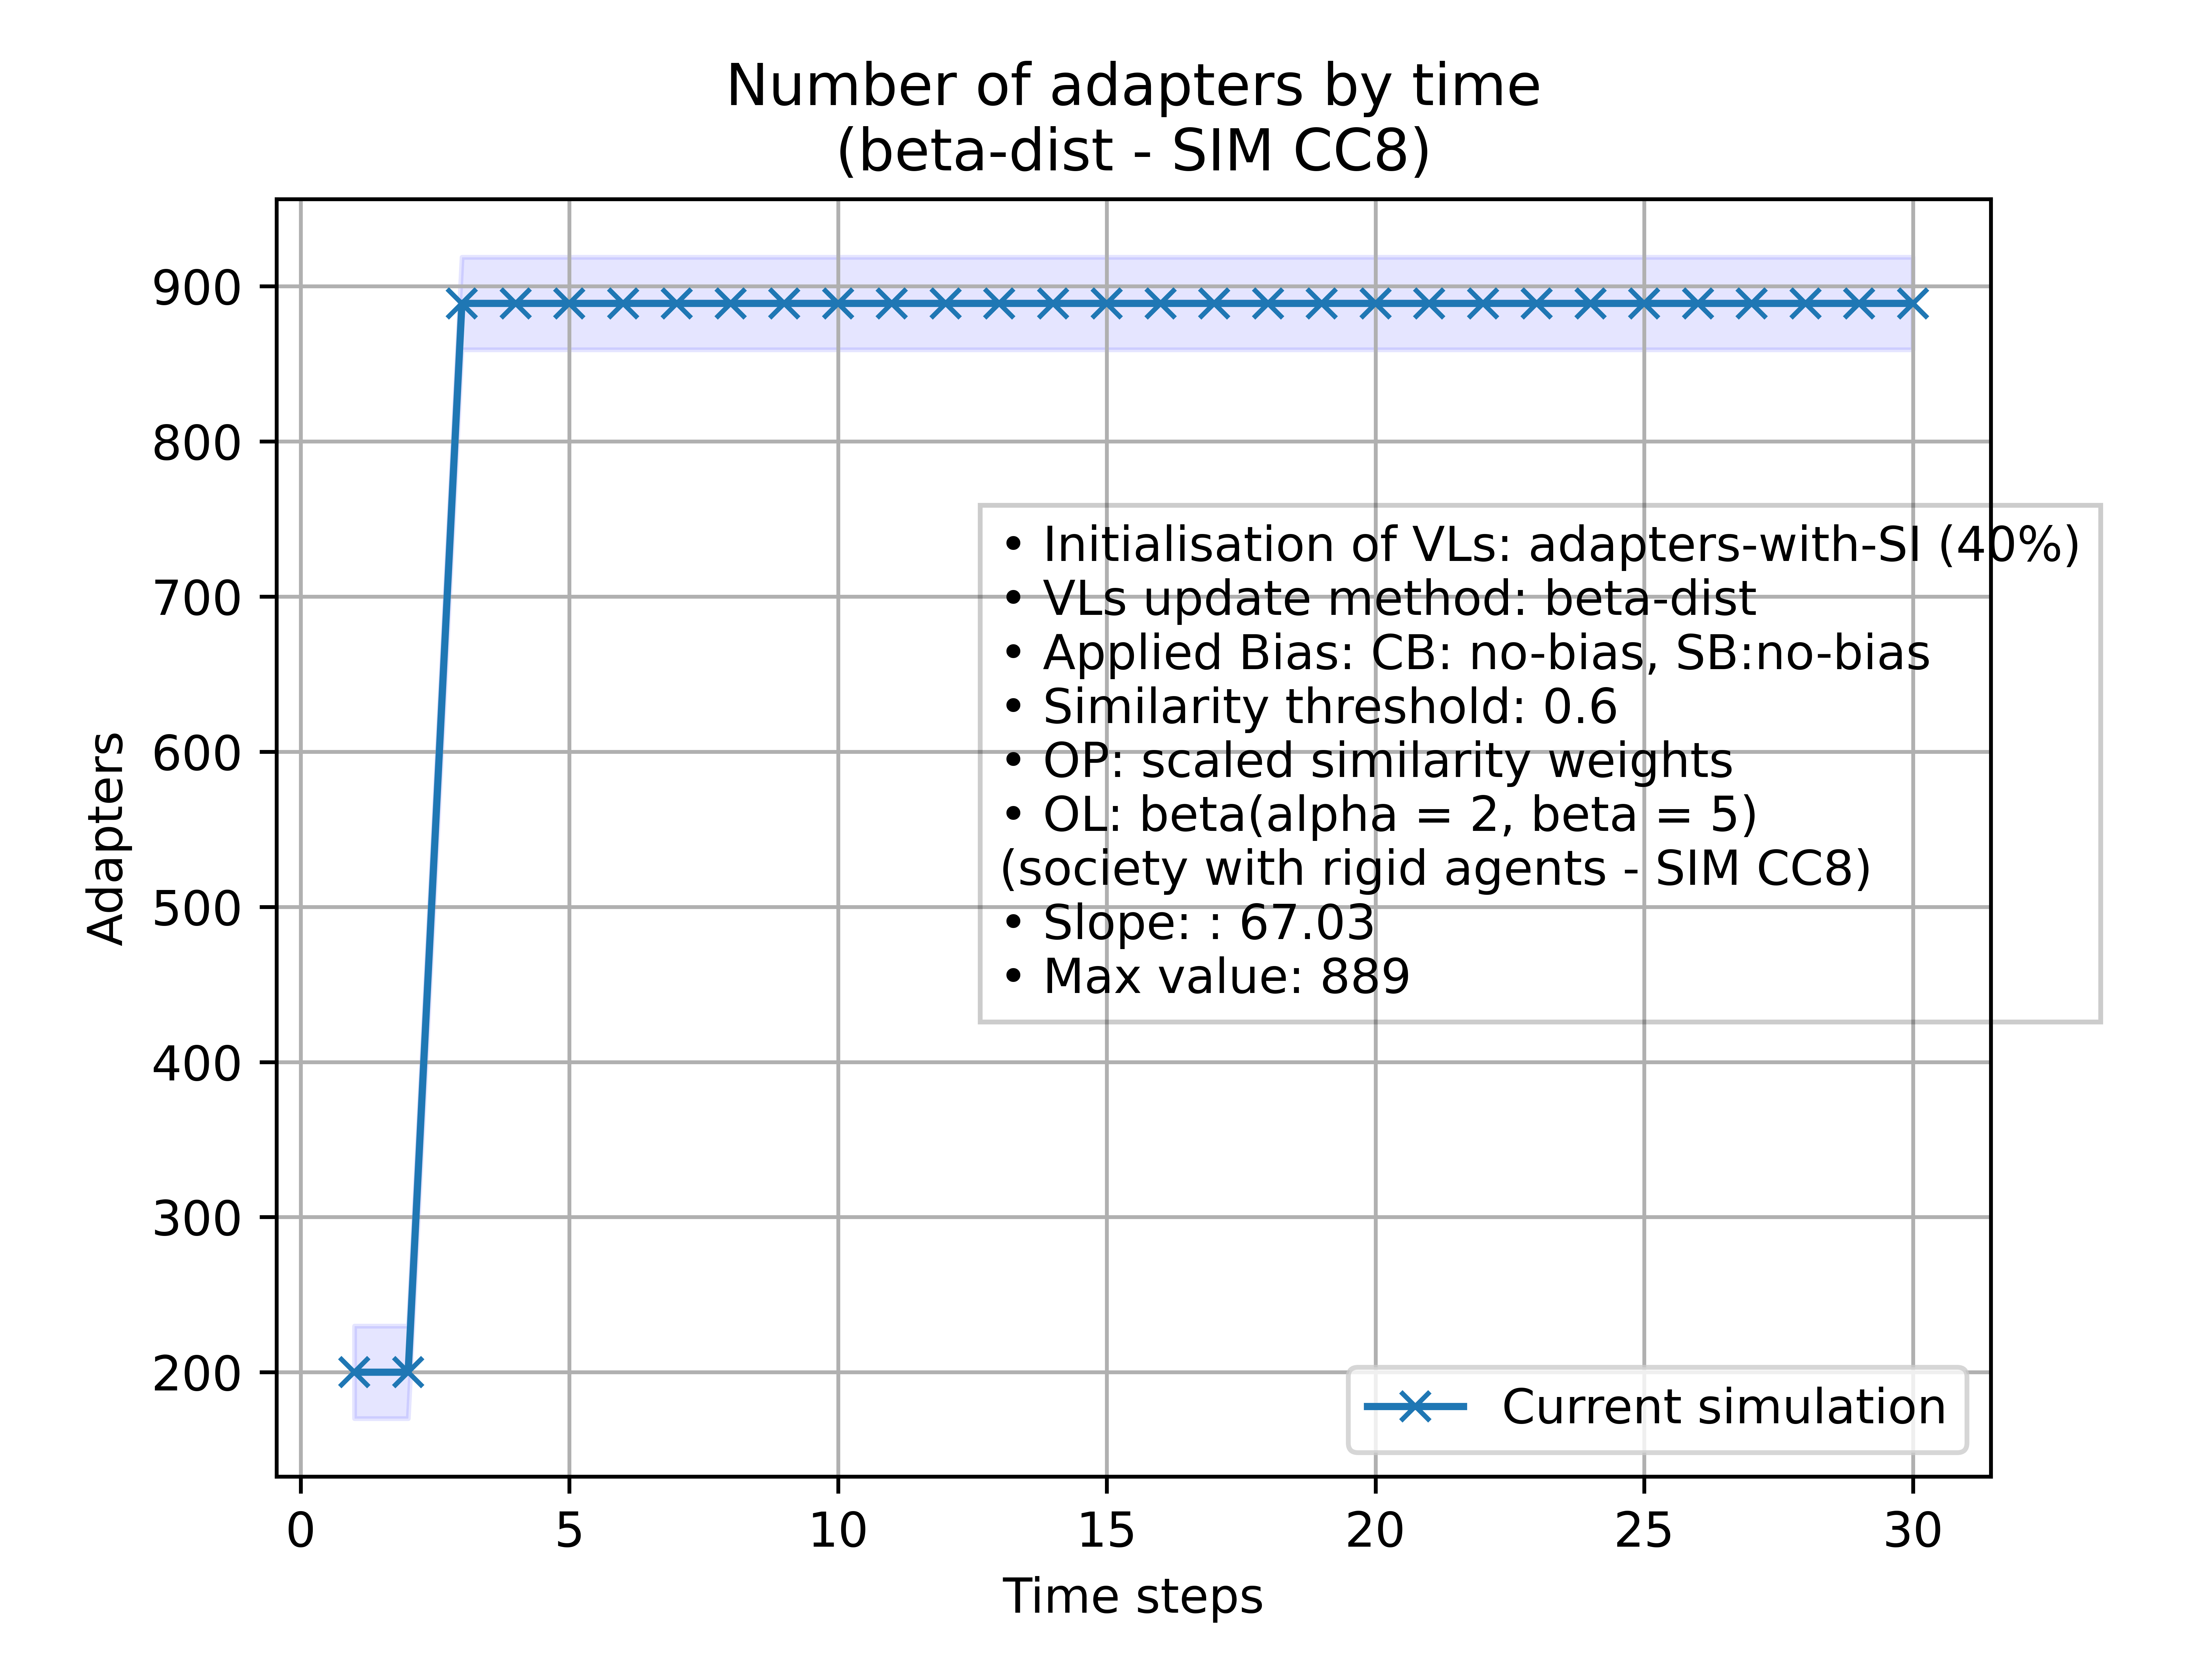 Number of adapters by time
(beta-dist - SIM CC8)
900
800
700
600
500
400
300
200
Adapters
• Initialisation of VLs: adapters-with-SI (40%)
• VLs update method: beta-dist
• Applied Bias: CB: no-bias, SB:no-bias
• Similarity threshold: 0.6
• OP: scaled similarity weights
• OL: beta(alpha = 2, beta = 5)
(society with rigid agents - SIM CC8)
• Slope: : 67.03
• Max value: 889
Current simulation
0 5 10 15 20 25 30
Time steps